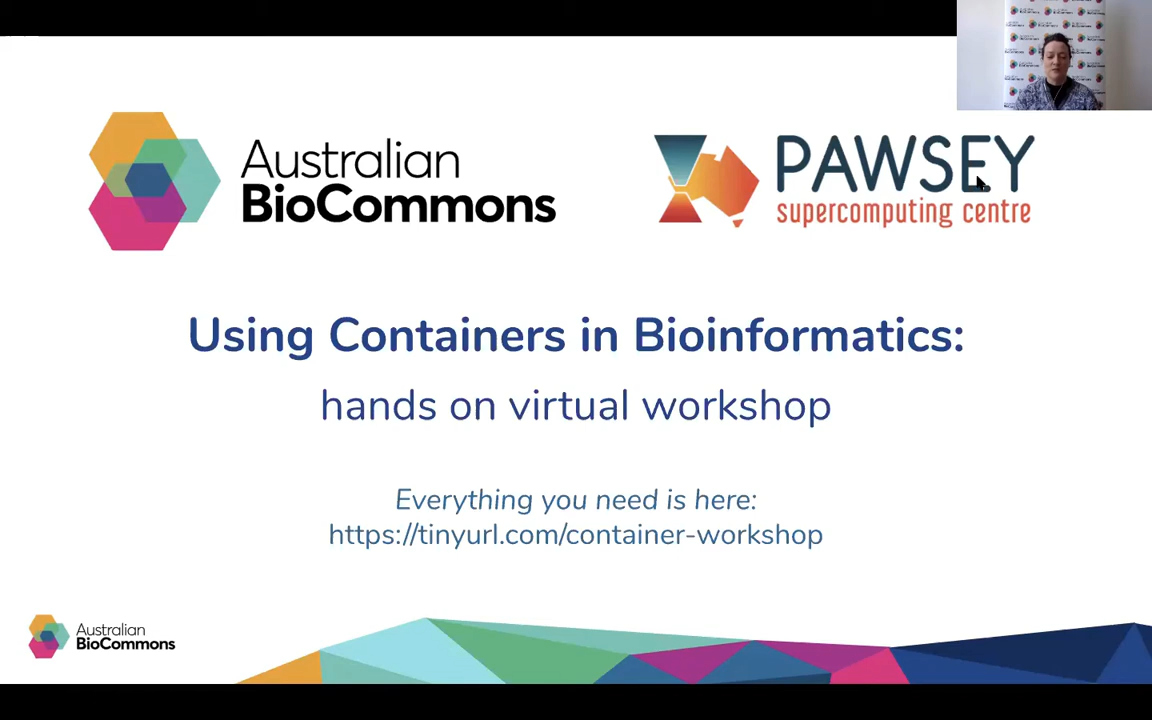 Australian
BioCommons
PAWSEY
supercomputing centre
Using Containers in Bioinformatics:
hands on virtual workshop
Everything you need is here:
https://tinyurl.com/container-workshop
Australian
BioCommons